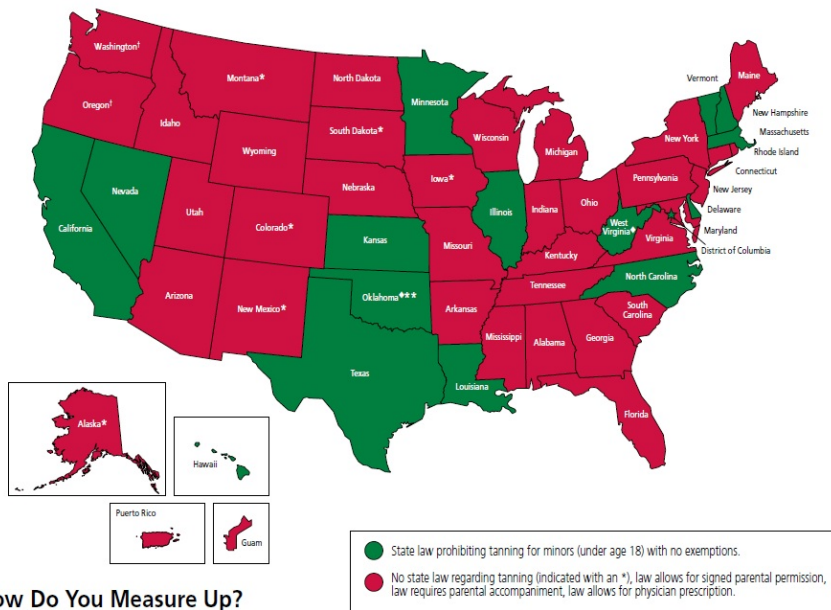 Washington†
Montana*
North Dakota
Minnesota
Vermont
Maine
Oregon†
Idaho
South Dakota*
Wisconsin
Michigan
New York
New Hampshire
Massachusetts
Rhode Island
Connecticut
Wyoming
Iowa*
Nebraska
Pennsylvania
New Jersey
Nevada
Utah
Colorado*
Illinois
Indiana
Ohio
West
Virginia♦
Delaware
Maryland
District of Columbia
California
Kansas
Missouri
Kentucky
Virginia
Arizona
New Mexico*
Oklahoma♦**
Arkansas
Tennessee
North Carolina
South
Carolina
Texas
Louisiana
Mississippi
Alabama
Georgia
Florida
Alaska*
Hawaii
Puerto Rico
Guam
State law prohibiting tanning for minors (under age 18) with no exemptions.
No state law regarding tanning (indicated with an *), law allows for signed parental permission,
law requires parental accompaniment, law allows for physician prescription.
ow Do You Measure Up?